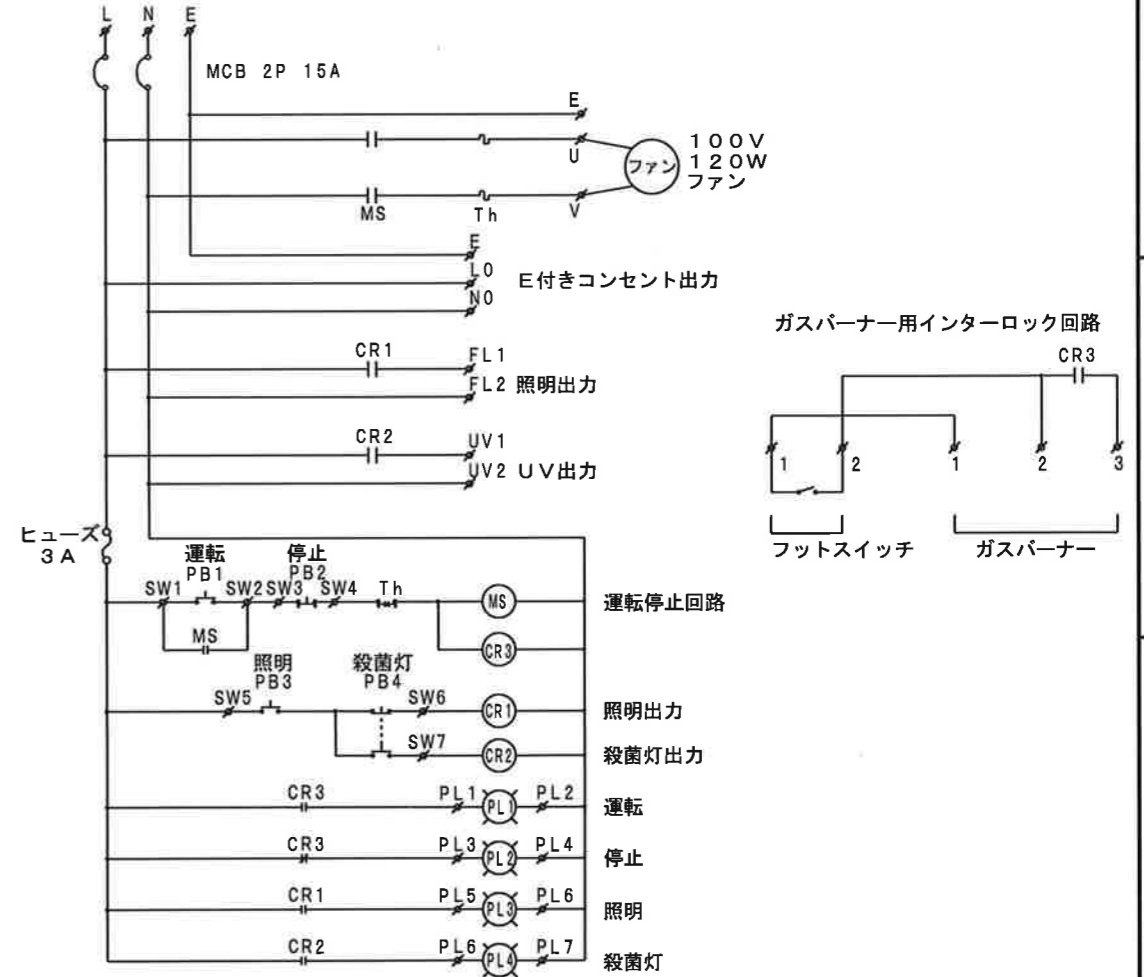 L N E
MCB 2P 15A
E
U
V
ファン
100V
120W
ファン
MS Th
E
L0
N0
E付きコンセント出力
CR1
FL1
FL2 照明出力
CR2
UV1
UV2 UV出力
ガスバーナー用インターロック回路
CR3
1 2 1 2 3
フットスイッチ ガスバーナー
ヒューズ
3A
運転 停止
PB1 PB2
SW1 SW2 SW3 SW4 Th
MS 運転停止回路
MS
CR3
照明 殺菌灯
PB3 PB4
SW5 SW6
CR1 照明出力
SW7
CR2 殺菌灯出力
CR3 PL1 PL1 PL2 運転
CR3 PL3 PL2 PL4 停止
CR1 PL5 PL3 PL6 照明
CR2 PL6 PL4 PL7 殺菌灯